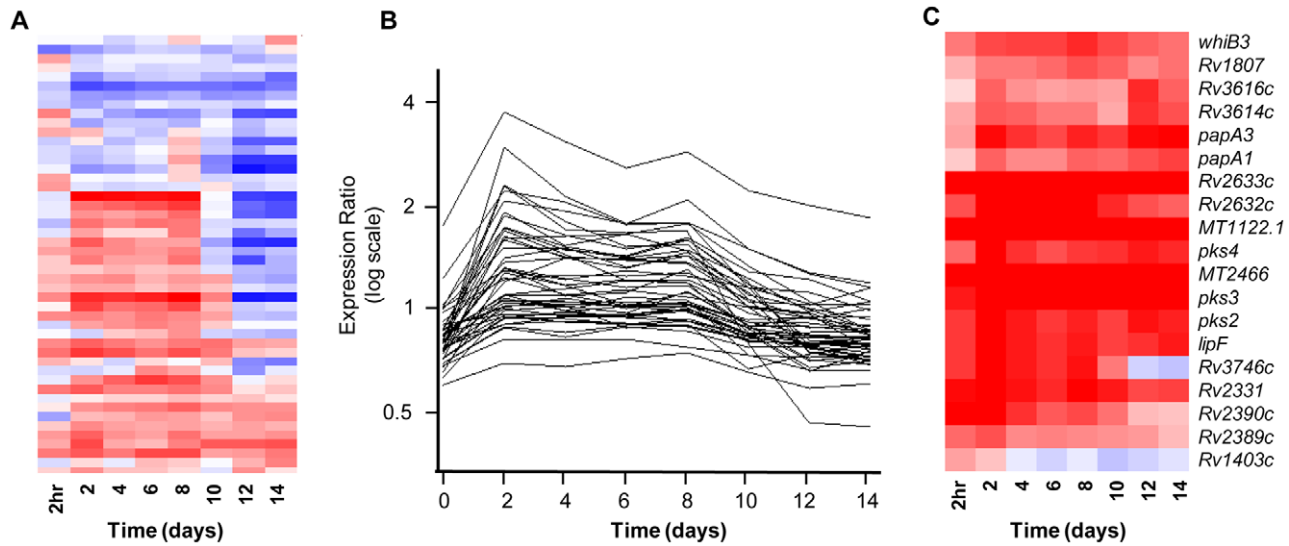 A
2hr 2 4 6 8 10 12 14
Time (days)
B
Expression Ratio
(log scale)
4
2
1
0.5
0 2 4 6 8 10 12 14
Time (days)
C
whiB3
Rv1807
Rv3616c
Rv3614c
papA3
papA1
Rv2633c
Rv2632c
MT1122.1
pks4
MT2466
pks3
pks2
lipF
Rv3746c
Rv2331
Rv2390c
Rv2389c
Rv1403c
2hr 2 4 6 8 10 12 14
Time (days)